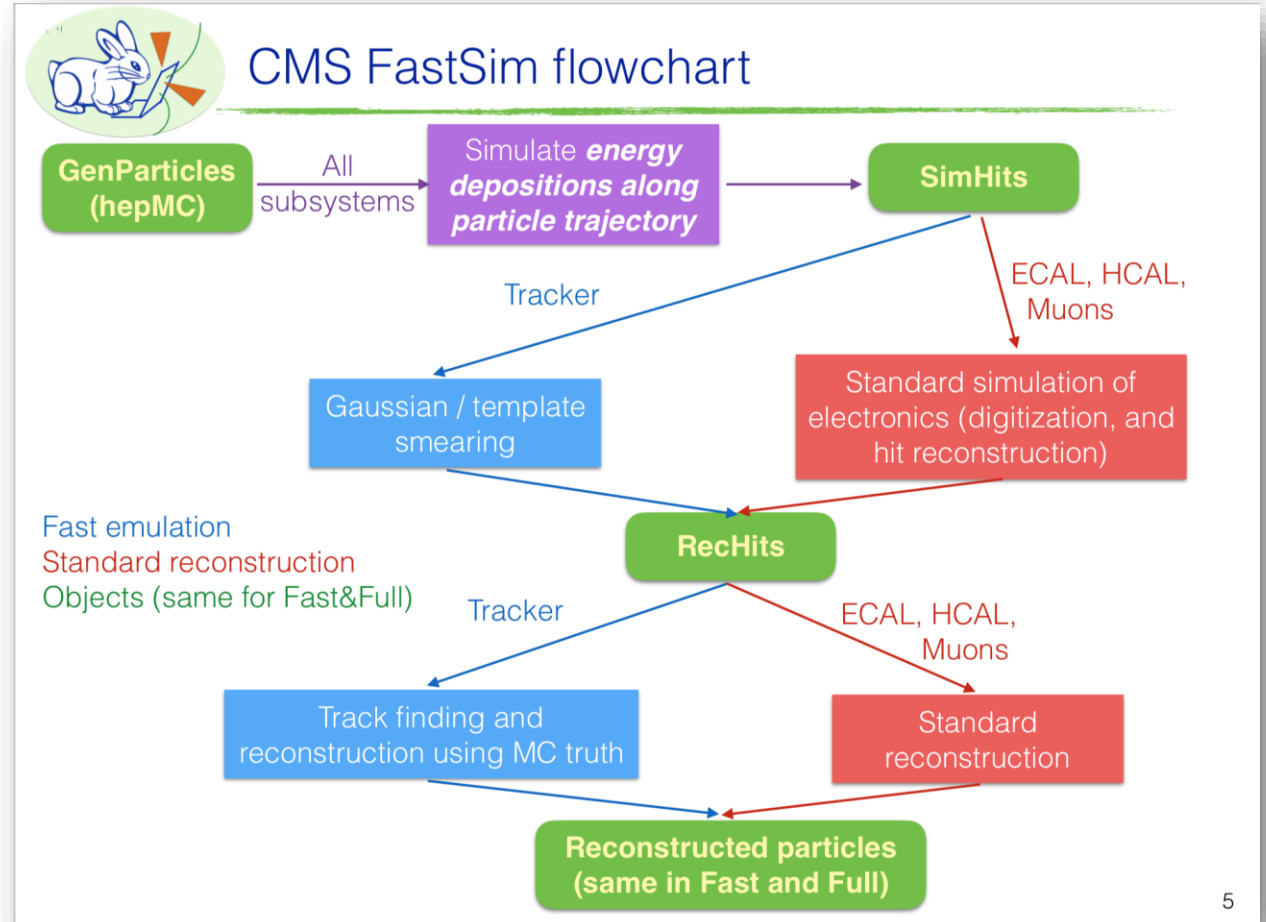 CMS FastSim flowchart
GenParticles
(hepMC)
All
subsystems
Simulate energy
depositions along
particle trajectory
SimHits
Tracker
ECAL, HCAL,
Muons
Gaussian / template
smearing
Standard simulation of
electronics (digitization, and
hit reconstruction)
Fast emulation
Standard reconstruction
Objects (same for Fast&Full)
RecHits
Tracker
ECAL, HCAL,
Muons
Track finding and
reconstruction using MC truth
Standard
reconstruction
Reconstructed particles
(same in Fast and Full)
5